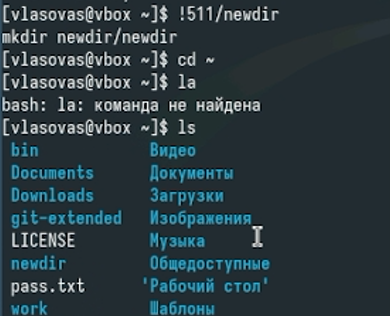 [vlasovas@vbox ~]$ !511/newdir
mkdir newdir/newdir
[vlasovas@vbox ~]$ cd ~
[vlasovas@vbox ~]$ la
bash: la: команда не найдена
[vlasovas@vbox ~]$ ls
bin Видео
Documents Документы
Downloads Загрузки
git-extended Изображения
LICENSE Музыка
newdir Общедоступные
pass.txt 'Рабочий стол'
work Шаблоны